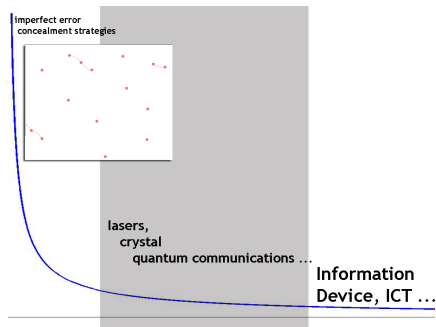 imperfect error
concealment strategies
lasers,
crystal
quantum communications ...
Information
Device, ICT ...